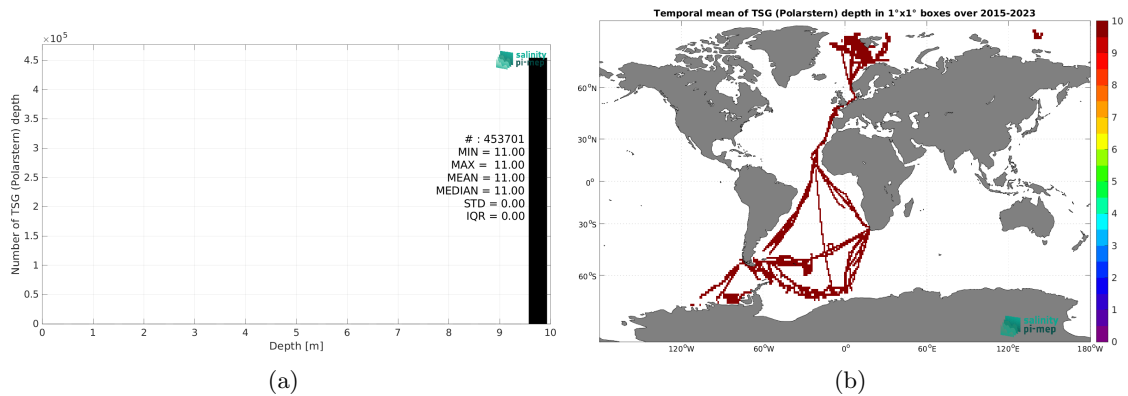 ×10⁵
4.5
4
3.5
3
2.5
2
1.5
1
0.5
0
Number of TSG (Polarstern) depth
salinity
pi-mep
# : 453701
MIN = 11.00
MAX = 11.00
MEAN = 11.00
MEDIAN = 11.00
STD = 0.00
IQR = 0.00
0 1 2 3 4 5 6 7 8 9 10
Depth [m]
(a)
Temporal mean of TSG (Polarstern) depth in 1°x1° boxes over 2015-2023
60°N
30°N
0°
30°S
60°S
120°W 60°W 0° 60°E 120°E 180°W
salinity
pi-mep
10
9
8
7
6
5
4
3
2
1
0
(b)